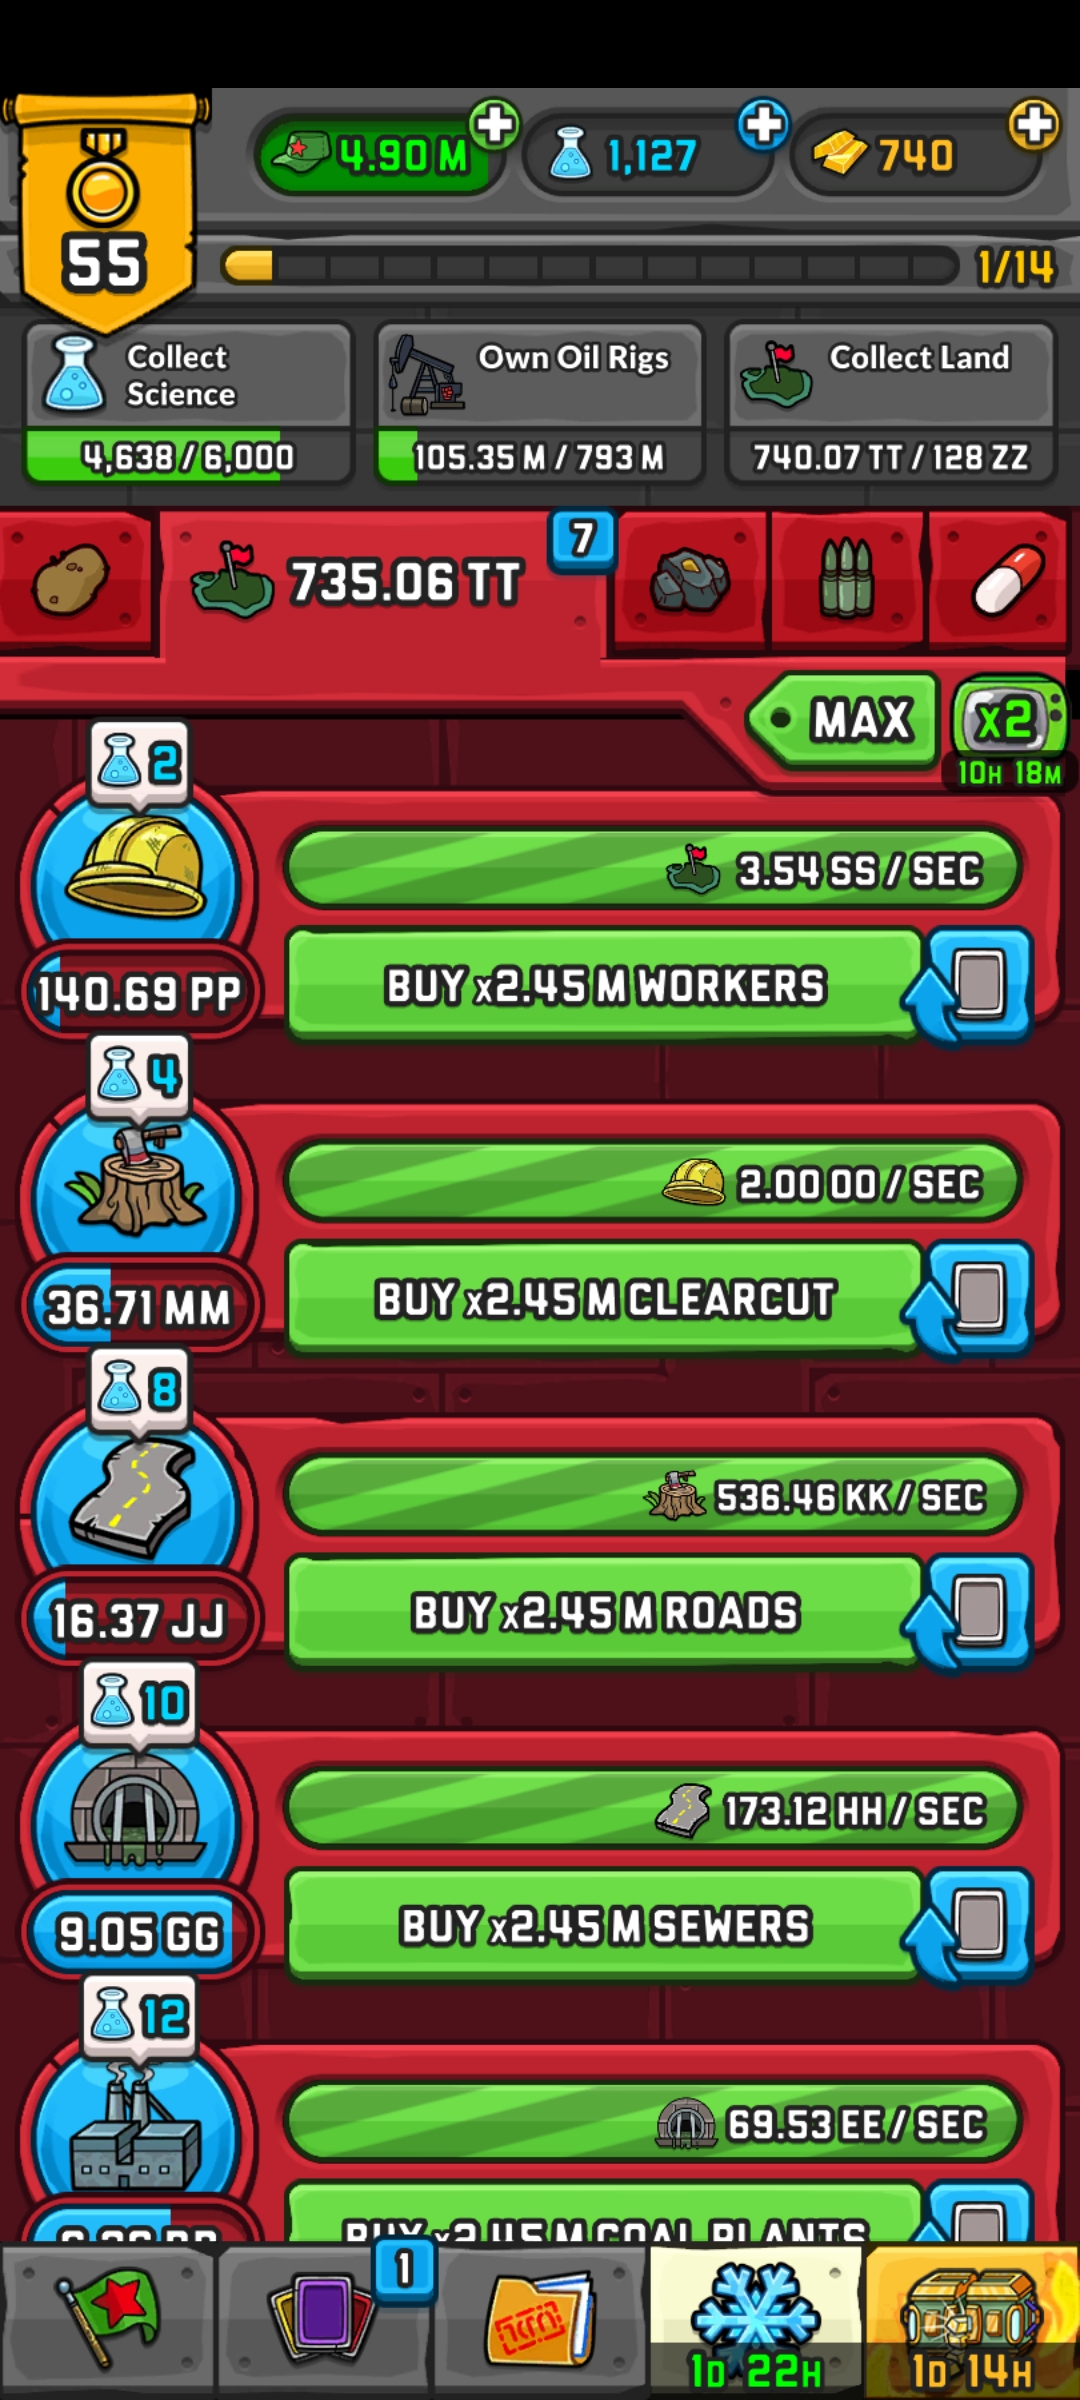 4.90 M
1,127
740
55
1/14
Collect
Science
4,638 / 6,000
Own Oil Rigs
105.35 M / 793 M
Collect Land
740.07 TT / 128 ZZ
735.06 TT
7
MAX
x2
10H 18M
2
3.54 SS / SEC
BUY x2.45 M WORKERS
140.69 PP
4
2.00 OO / SEC
BUY x2.45 M CLEARCUT
36.71 MM
8
536.46 KK / SEC
BUY x2.45 M ROADS
16.37 JJ
10
173.12 HH / SEC
BUY x2.45 M SEWERS
9.05 GG
12
69.53 EE / SEC
BUY x2.45 M COAL PLANTS
1
1D 22H
1D 14H